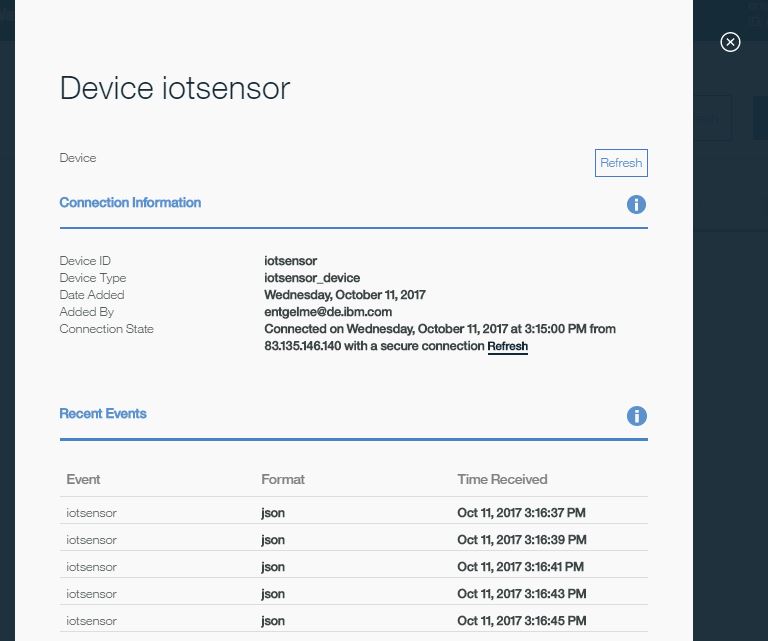 Device iotsensor
Device
Refresh
Connection Information
Device ID iotsensor
Device Type iotsensor_device
Date Added Wednesday, October 11, 2017
Added By entgelme@de.ibm.com
Connection State Connected on Wednesday, October 11, 2017 at 3:15:00 PM from
83.135.146.140 with a secure connection Refresh
Recent Events
Event Format Time Received
iotsensor json Oct 11, 2017 3:16:37 PM
iotsensor json Oct 11, 2017 3:16:39 PM
iotsensor json Oct 11, 2017 3:16:41 PM
iotsensor json Oct 11, 2017 3:16:43 PM
iotsensor json Oct 11, 2017 3:16:45 PM